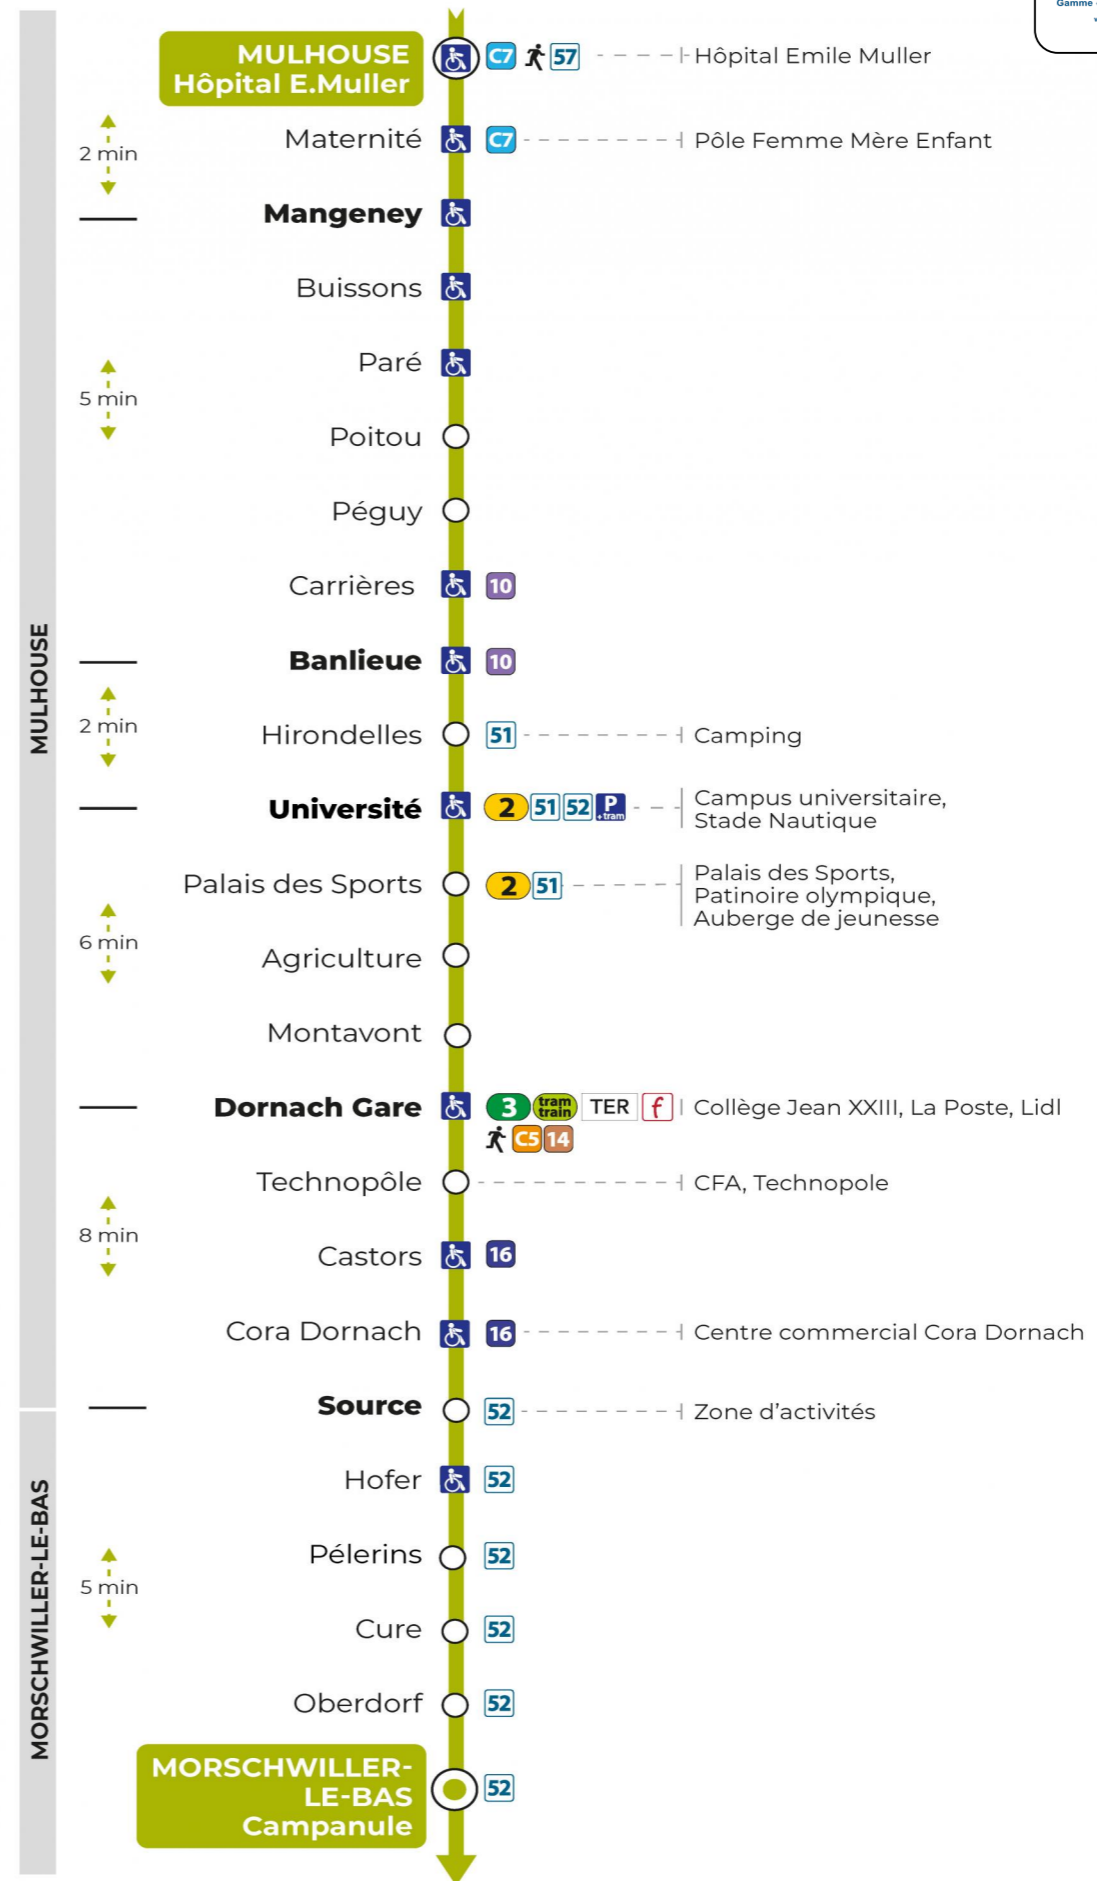 Gamme
MULHOUSE
Hôpital E.Muller
C7 57 Hôpital Emile Muller
2 min
Maternité C7 Pôle Femme Mère Enfant
Mangeney
Buissons
Paré
5 min
Poitou
Péguy
Carrières 10
MULHOUSE
Banlieue 10
2 min
Hirondelles 51 Camping
Université 2 51 52 P +tram Campus universitaire,
Stade Nautique
Palais des Sports 2 51 Palais des Sports,
Patinoire olympique,
Auberge de jeunesse
6 min
Agriculture
Montavont
Dornach Gare 3 tram train TER f Collège Jean XXIII, La Poste, Lidl
C5 14
Technopôle CFA, Technopole
8 min
Castors 16
Cora Dornach 16 Centre commercial Cora Dornach
Source 52 Zone d'activités
MORSCHWILLER-LE-BAS
Hofer 52
Pélerins 52
5 min
Cure 52
Oberdorf 52
MORSCHWILLER-
LE-BAS
Campanule
52